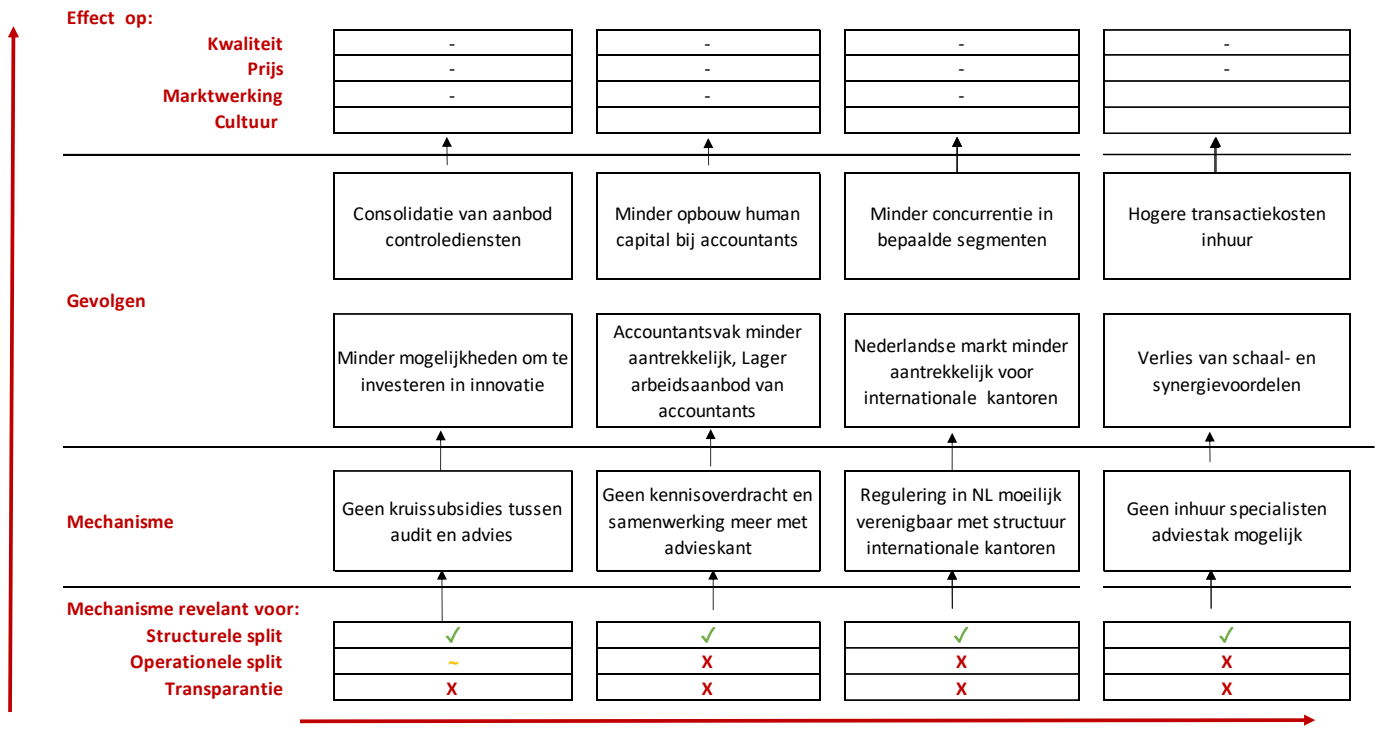 Effect op:
Kwaliteit - - - -
Prijs - - - -
Marktwerking - - -
Cultuur
Consolidatie van aanbod
controlediensten
Minder opbouw human
capital bij accountants
Minder concurrentie in
bepaalde segmenten
Hogere transactiekosten
inhuur
Gevolgen
Minder mogelijkheden om te
investeren in innovatie
Accountantsvak minder
aantrekkelijk, Lager
arbeidsaanbod van
accountants
Nederlandse markt minder
aantrekkelijk voor
internationale kantoren
Verlies van schaal- en
synergievoordelen
Mechanisme
Geen kruissubsidies tussen
audit en advies
Geen kennisoverdracht en
samenwerking meer met
advieskant
Regulering in NL moeilijk
verenigbaar met structuur
internationale kantoren
Geen inhuur specialisten
adviestak mogelijk
Mechanisme revelant voor:
Structurele split ✓ ✓ ✓ ✓
Operationele split ~ X X X
Transparantie X X X X